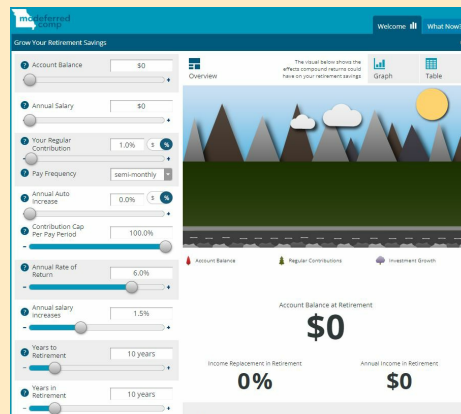 modeferred
comp
Welcome
What Now?
Grow Your Retirement Savings
? Account Balance
$0
- +
? Annual Salary
$0
- +
? Your Regular
Contribution
1.0%
$ %
- +
? Pay Frequency
semi-monthly
? Annual Auto
Increase
0.0%
$ %
- +
? Contribution Cap
Per Pay Period
100.0%
- +
? Annual Rate of
Return
6.0%
- +
? Annual salary
increases
1.5%
- +
? Years to
Retirement
10 years
- +
? Years in
Retirement
10 years
- +
Overview
The visual below shows the
effects compound returns could
have on your retirement savings
Graph
Table
Account Balance
Regular Contributions
Investment Growth
Account Balance at Retirement
$0
Income Replacement in Retirement
0%
Annual Income in Retirement
$0